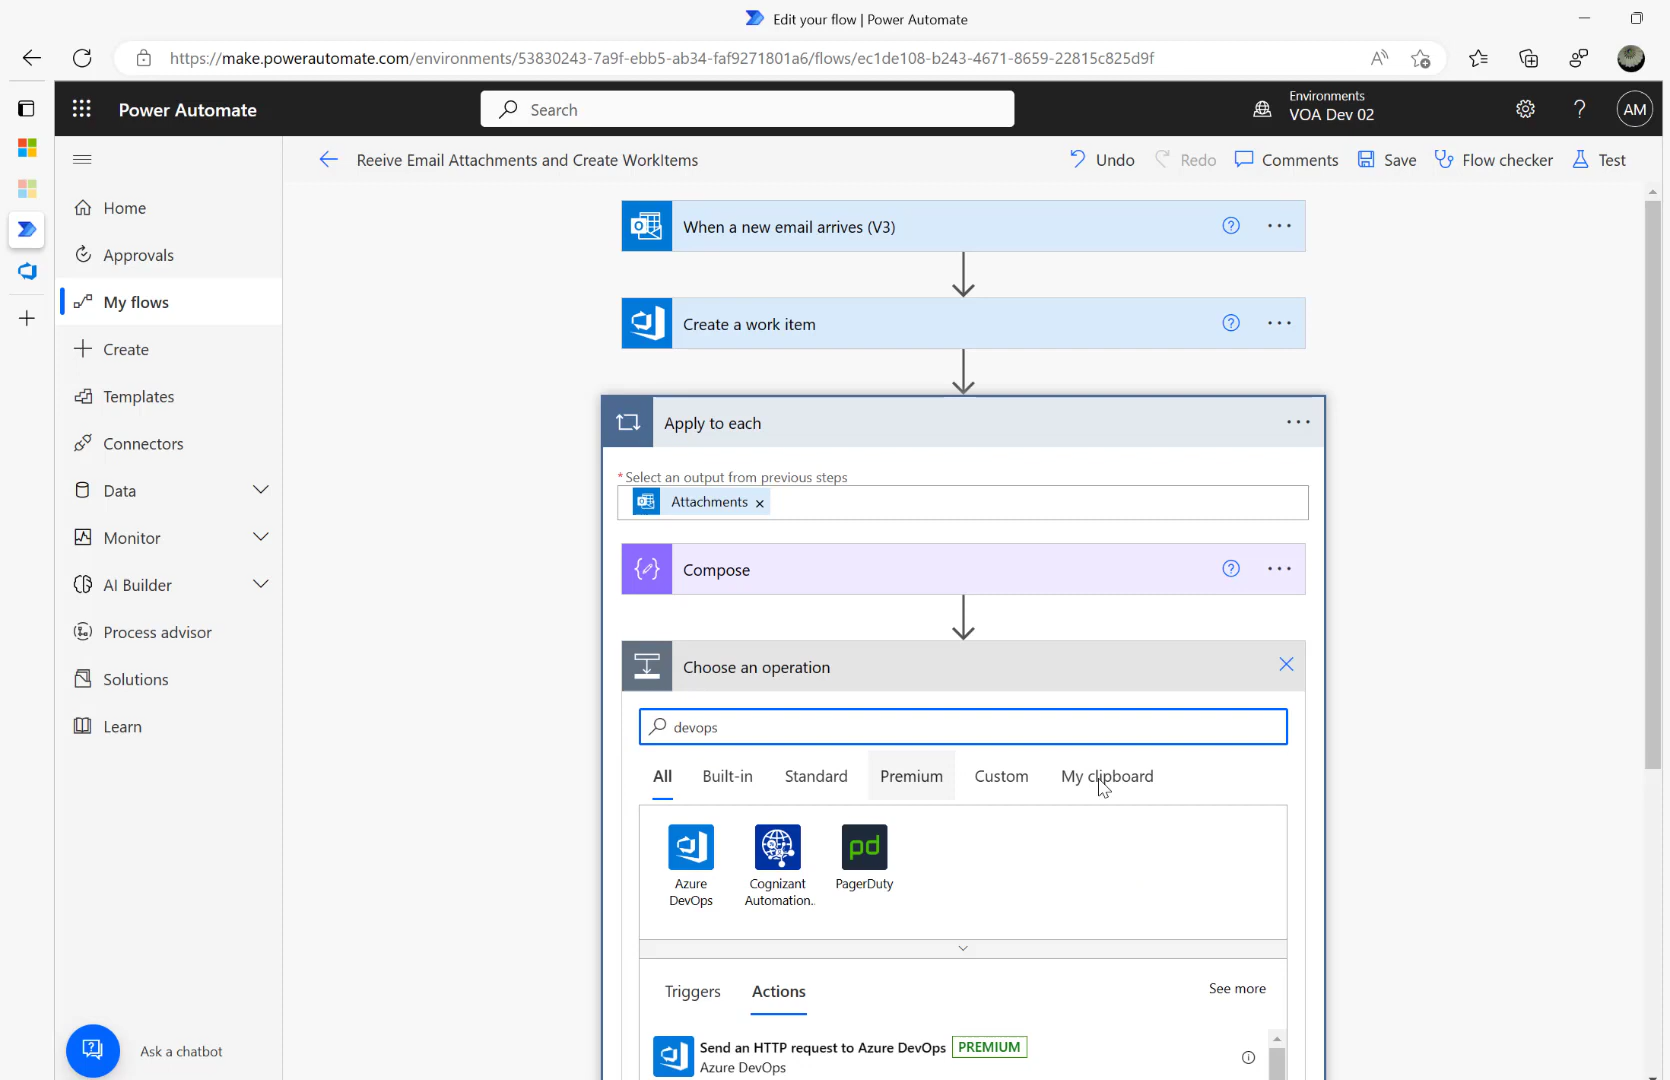 Edit your flow | Power Automate
https://make.powerautomate.com/environments/53830243-7a9f-ebb5-ab34-faf9271801a6/flows/ec1de108-b243-4671-8659-22815c825d9f
Power Automate
Search
Environments
VOA Dev 02
?
AM
Reeive Email Attachments and Create WorkItems
Undo
Redo
Comments
Save
Flow checker
Test
Home
Approvals
My flows
Create
Templates
Connectors
Data
Monitor
AI Builder
Process advisor
Solutions
Learn
Ask a chatbot
When a new email arrives (V3)
Create a work item
Apply to each
* Select an output from previous steps
Attachments
Compose
Choose an operation
devops
All
Built-in
Standard
Premium
Custom
My clipboard
Azure
DevOps
Cognizant
Automation..
pd
PagerDuty
Triggers
Actions
See more
Send an HTTP request to Azure DevOps PREMIUM
Azure DevOps